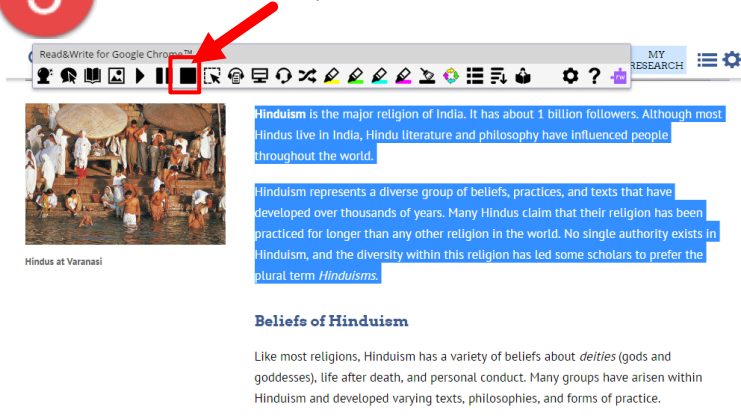 Read&Write for Google Chrome™
MY
RESEARCH
rw
Hinduism is the major religion of India. It has about 1 billion followers. Although most
Hindus live in India, Hindu literature and philosophy have influenced people
throughout the world.
Hinduism represents a diverse group of beliefs, practices, and texts that have
developed over thousands of years. Many Hindus claim that their religion has been
practiced for longer than any other religion in the world. No single authority exists in
Hinduism, and the diversity within this religion has led some scholars to prefer the
plural term Hinduisms.
Hindus at Varanasi
Beliefs of Hinduism
Like most religions, Hinduism has a variety of beliefs about deities (gods and
goddesses), life after death, and personal conduct. Many groups have arisen within
Hinduism and developed varying texts, philosophies, and forms of practice.